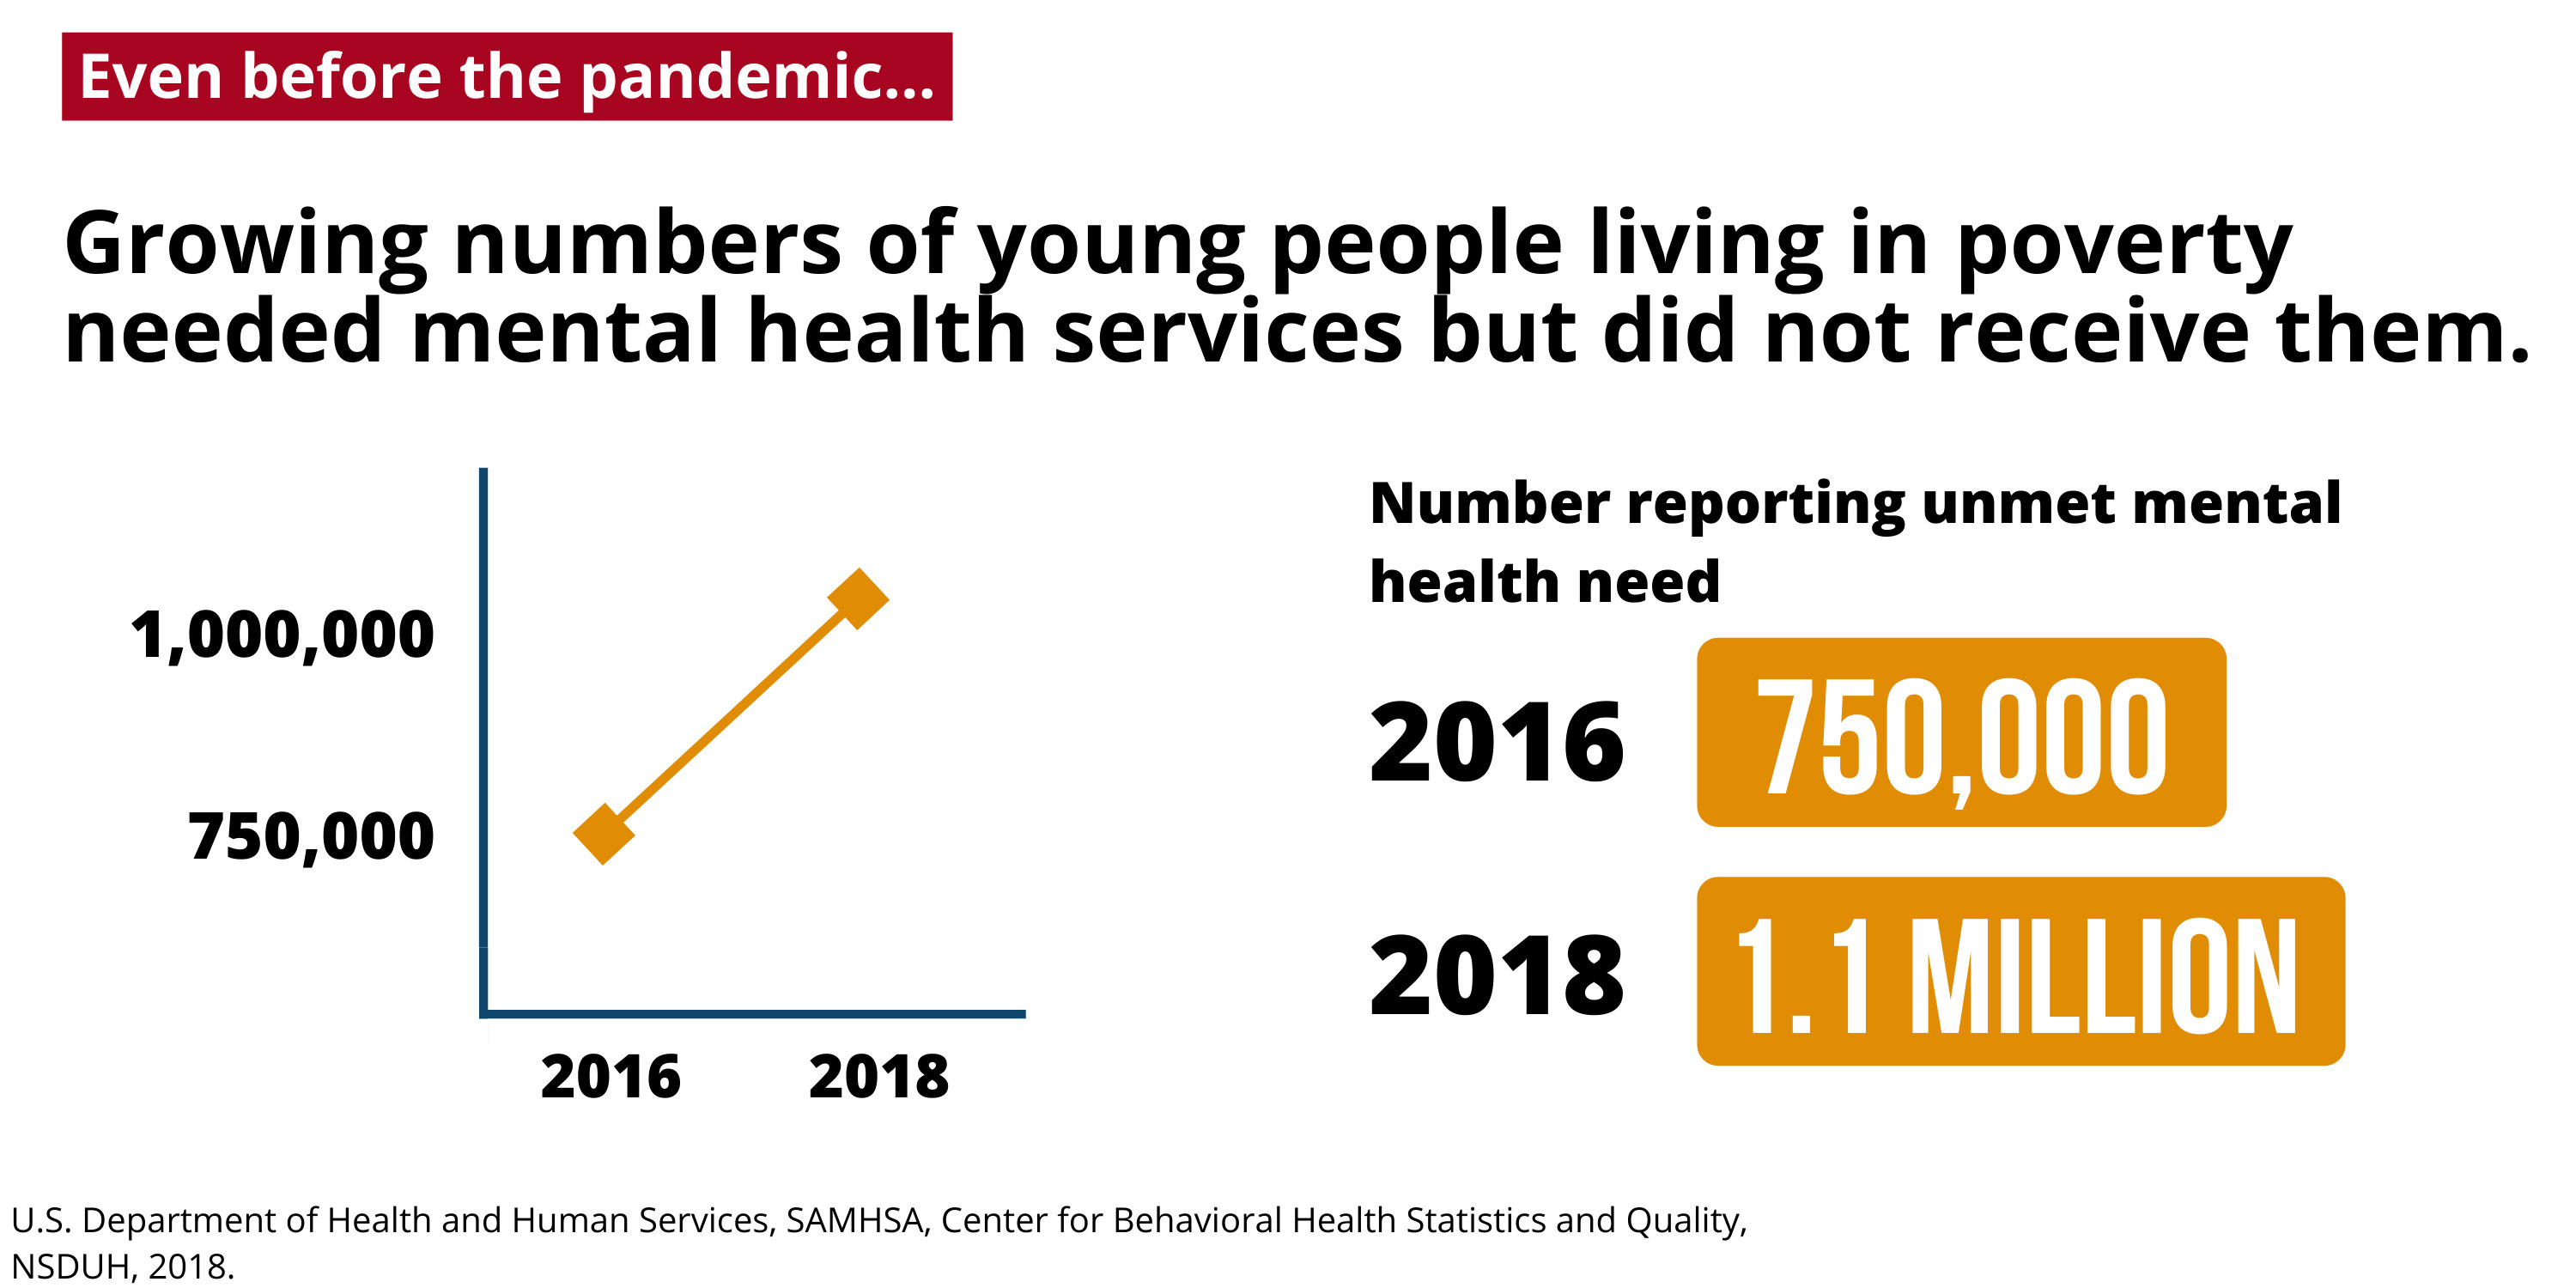 Even before the pandemic...
Growing numbers of young people living in poverty
needed mental health services but did not receive them.
1,000,000
750,000
2016 2018
Number reporting unmet mental
health need
2016 750,000
2018 1.1 MILLION
U.S. Department of Health and Human Services, SAMHSA, Center for Behavioral Health Statistics and Quality,
NSDUH, 2018.